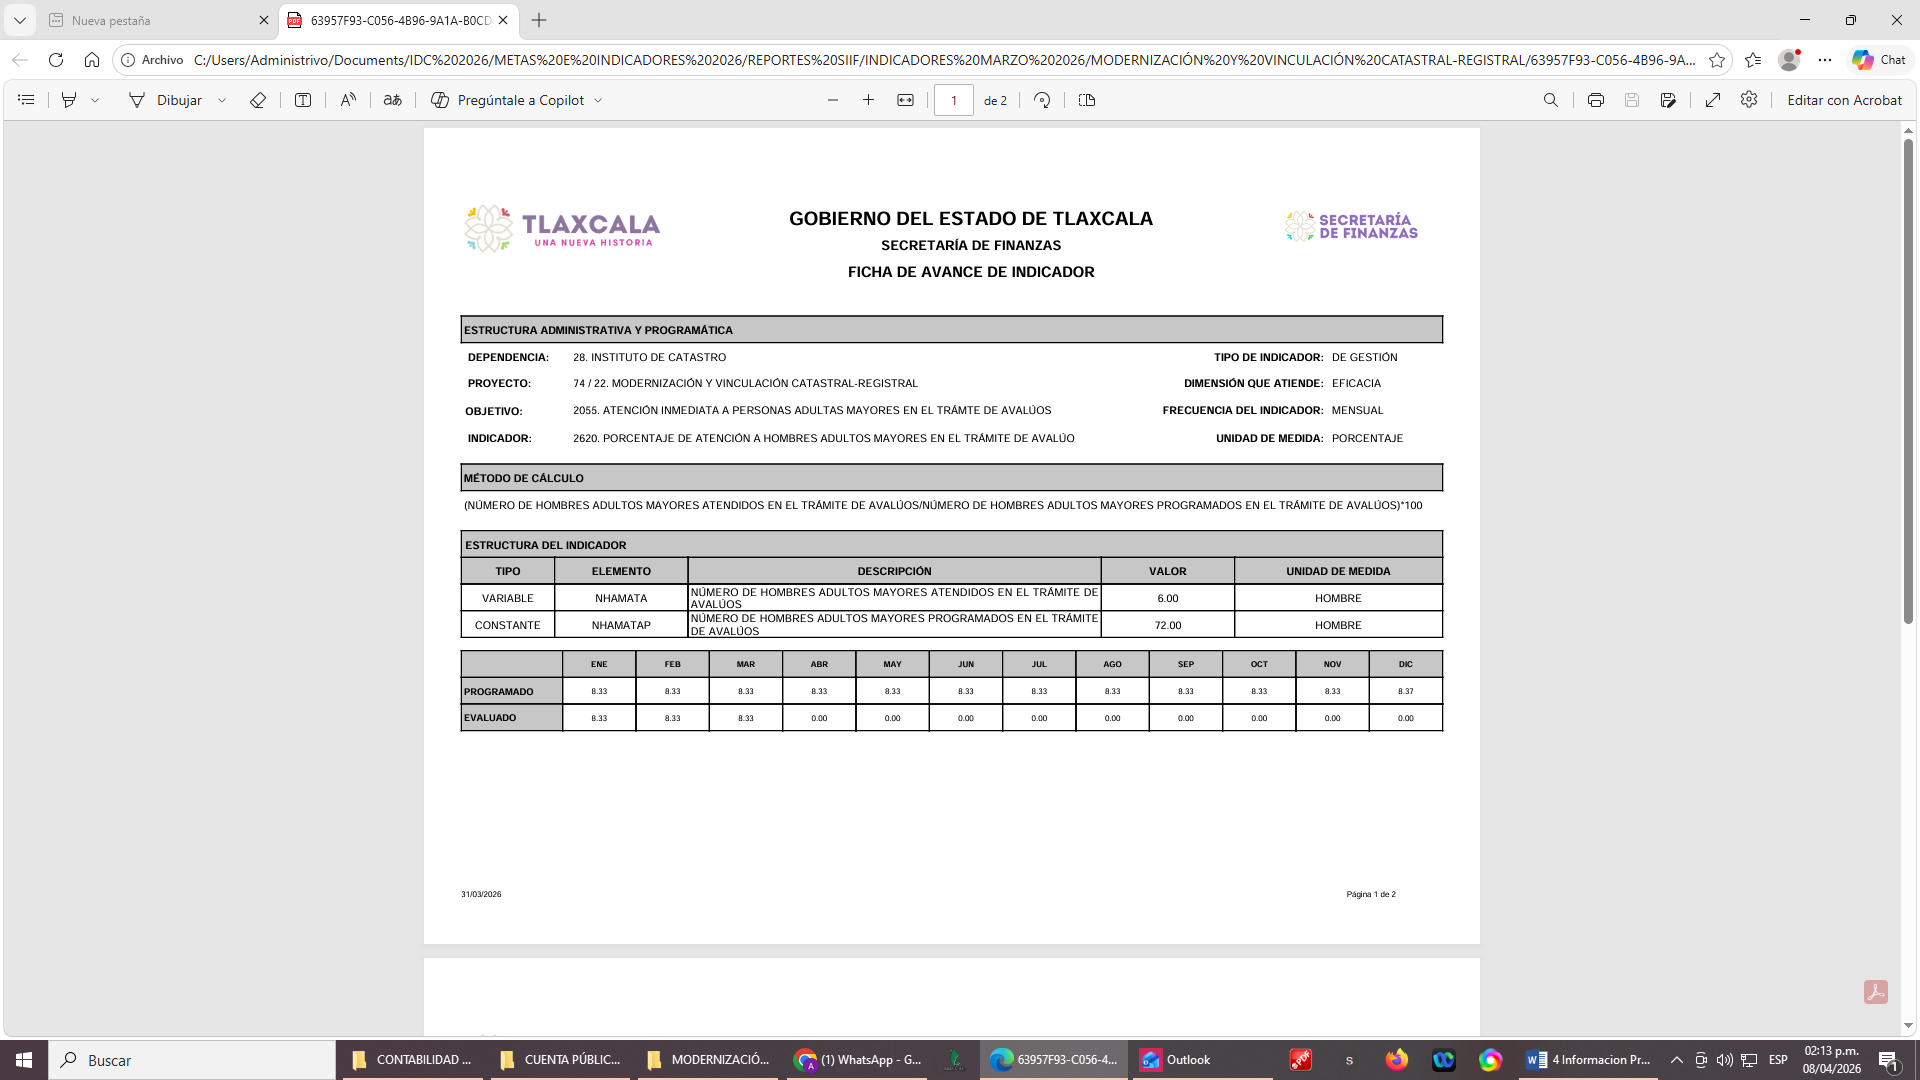 Nueva pestaña
63957F93-C056-4B96-9A1A-B0CD
Archivo
C:/Users/Administrivo/Documents/IDC%202026/METAS%20E%20INDICADORES%202026/REPORTES%20SIIF/INDICADORES%20MARZO%202026/MODERNIZACIÓN%20Y%20VINCULACIÓN%20CATASTRAL-REGISTRAL/63957F93-C056-4B96-9A...
Chat
Dibujar
Pregúntale a Copilot
1 de 2
Editar con Acrobat
TLAXCALA
UNA NUEVA HISTORIA
GOBIERNO DEL ESTADO DE TLAXCALA
SECRETARÍA DE FINANZAS
FICHA DE AVANCE DE INDICADOR
SECRETARÍA
DE FINANZAS
ESTRUCTURA ADMINISTRATIVA Y PROGRAMÁTICA
DEPENDENCIA: 28. INSTITUTO DE CATASTRO TIPO DE INDICADOR: DE GESTIÓN
PROYECTO: 74 / 22. MODERNIZACIÓN Y VINCULACIÓN CATASTRAL-REGISTRAL DIMENSIÓN QUE ATIENDE: EFICACIA
OBJETIVO: 2055. ATENCIÓN INMEDIATA A PERSONAS ADULTAS MAYORES EN EL TRÁMTE DE AVALÚOS FRECUENCIA DEL INDICADOR: MENSUAL
INDICADOR: 2620. PORCENTAJE DE ATENCIÓN A HOMBRES ADULTOS MAYORES EN EL TRÁMITE DE AVALÚO UNIDAD DE MEDIDA: PORCENTAJE
MÉTODO DE CÁLCULO
(NÚMERO DE HOMBRES ADULTOS MAYORES ATENDIDOS EN EL TRÁMITE DE AVALÚOS/NÚMERO DE HOMBRES ADULTOS MAYORES PROGRAMADOS EN EL TRÁMITE DE AVALÚOS)*100
ESTRUCTURA DEL INDICADOR
TIPO ELEMENTO DESCRIPCIÓN VALOR UNIDAD DE MEDIDA
VARIABLE NHAMATA NÚMERO DE HOMBRES ADULTOS MAYORES ATENDIDOS EN EL TRÁMITE DE AVALÚOS 6.00 HOMBRE
CONSTANTE NHAMATAP NÚMERO DE HOMBRES ADULTOS MAYORES PROGRAMADOS EN EL TRÁMITE DE AVALÚOS 72.00 HOMBRE
ENE FEB MAR ABR MAY JUN JUL AGO SEP OCT NOV DIC
PROGRAMADO 8.33 8.33 8.33 8.33 8.33 8.33 8.33 8.33 8.33 8.33 8.33 8.37
EVALUADO 8.33 8.33 8.33 0.00 0.00 0.00 0.00 0.00 0.00 0.00 0.00 0.00
31/03/2026 Página 1 de 2
Buscar
CONTABILIDAD ...
CUENTA PÚBLIC...
MODERNIZACIÓ...
(1) WhatsApp - G...
63957F93-C056-4...
Outlook
4 Informacion Pr...
ESP
02:13 p.m.
08/04/2026
1